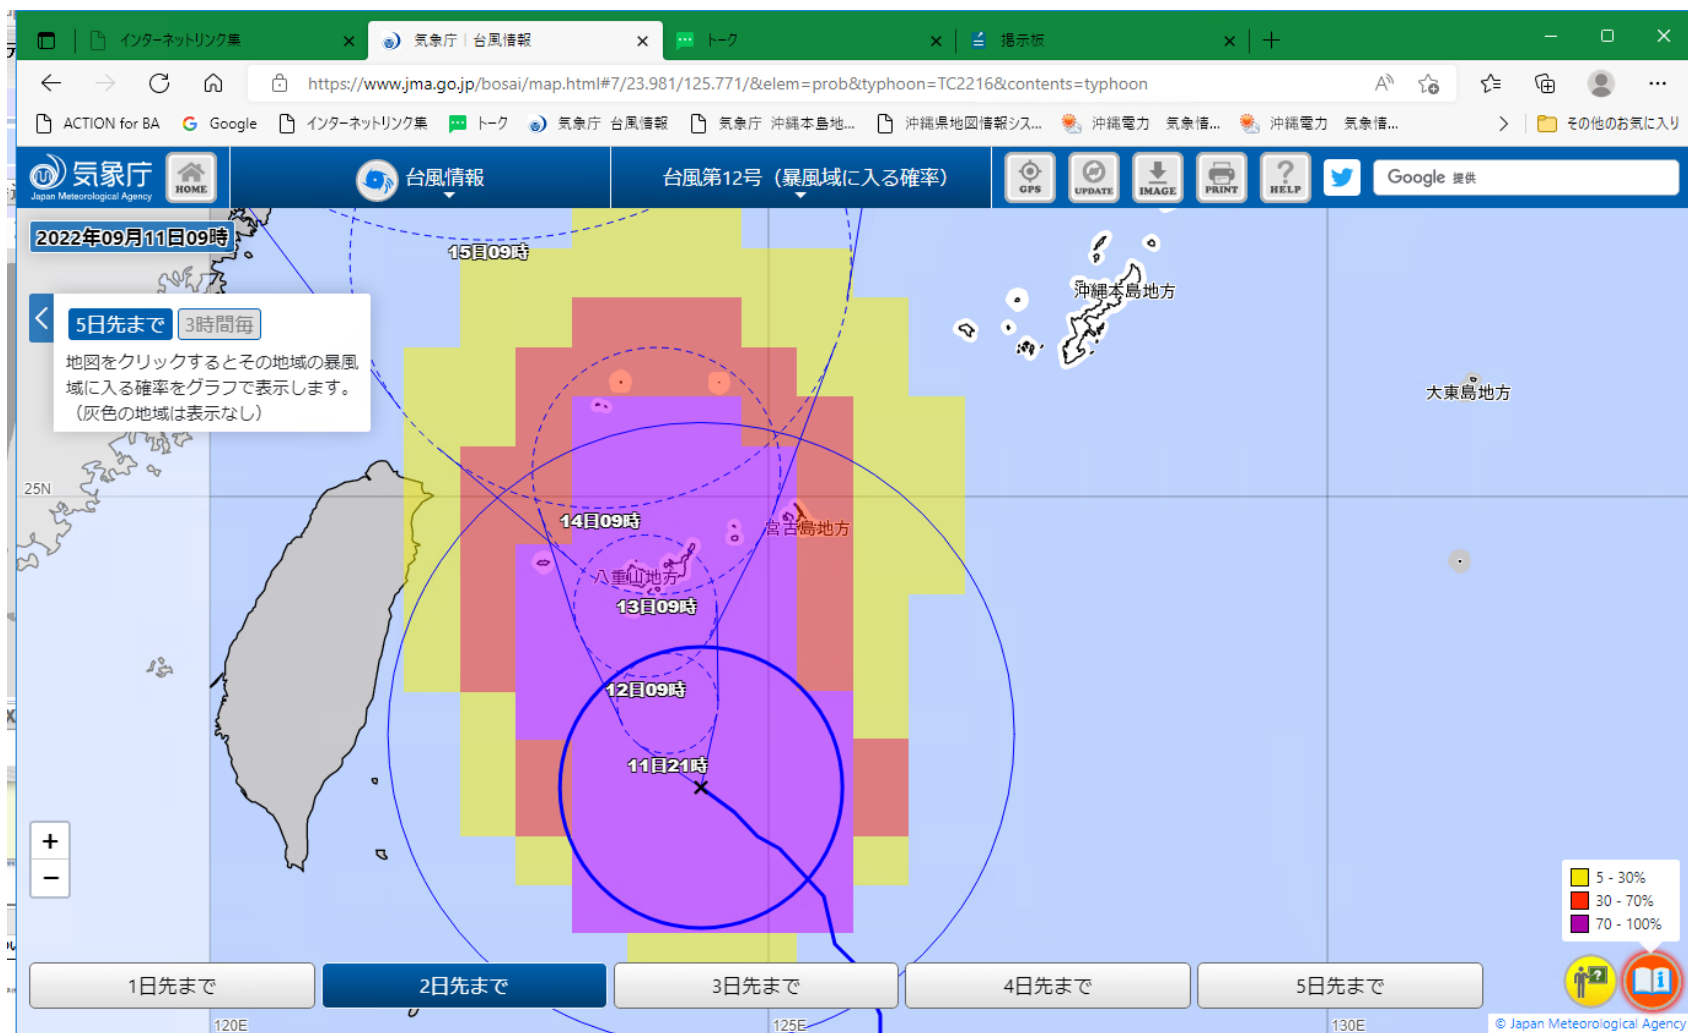 インターネットリンク集
気象庁 | 台風情報
トーク
掲示板
https://www.jma.go.jp/bosai/map.html#7/23.981/125.771/&elem=prob&typhoon=TC2216&contents=typhoon
ACTION for BA
Google
インターネットリンク集
トーク
気象庁 台風情報
気象庁 沖縄本島地...
沖縄県地図情報シス...
沖縄電力 気象情...
沖縄電力 気象情...
その他のお気に入り
気象庁
Japan Meteorological Agency
HOME
台風情報
台風第12号（暴風域に入る確率）
GPS
UPDATE
IMAGE
PRINT
HELP
Google 提供
2022年09月11日09時
15日09時
沖縄本島地方
5日先まで
3時間毎
地図をクリックするとその地域の暴風
域に入る確率をグラフで表示します。
（灰色の地域は表示なし）
大東島地方
25N
14日09時
宮古島地方
八重山地方
13日09時
12日09時
11日21時
+
−
5 - 30%
30 - 70%
70 - 100%
1日先まで
2日先まで
3日先まで
4日先まで
5日先まで
120E
125E
130E
© Japan Meteorological Agency